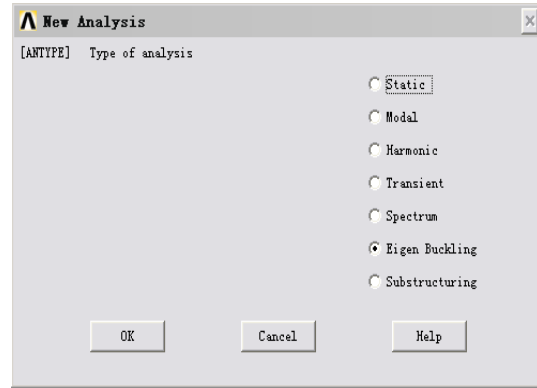 New Analysis
[ANTYPE] Type of analysis
Static
Modal
Harmonic
Transient
Spectrum
Eigen Buckling
Substructuring
OK Cancel Help